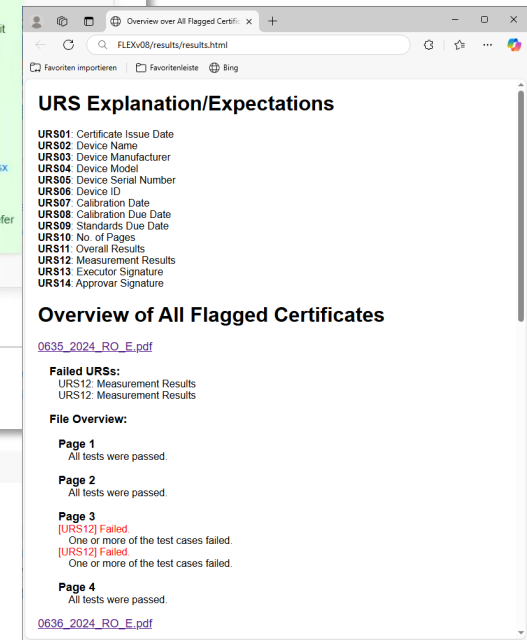 it
sx
efer
Overview over All Flagged Certific
FLEXv08/results/results.html
Favoriten importieren
Favoritenleiste
Bing
URS Explanation/Expectations
URS01: Certificate Issue Date
URS02: Device Name
URS03: Device Manufacturer
URS04: Device Model
URS05: Device Serial Number
URS06: Device ID
URS07: Calibration Date
URS08: Calibration Due Date
URS09: Standards Due Date
URS10: No. of Pages
URS11: Overall Results
URS12: Measurement Results
URS13: Executor Signature
URS14: Approvar Signature
Overview of All Flagged Certificates
0635_2024_RO_E.pdf
Failed URSs:
URS12: Measurement Results
URS12: Measurement Results
File Overview:
Page 1
All tests were passed.
Page 2
All tests were passed.
Page 3
[URS12] Failed.
One or more of the test cases failed.
[URS12] Failed.
One or more of the test cases failed.
Page 4
All tests were passed.
0636_2024_RO_E.pdf